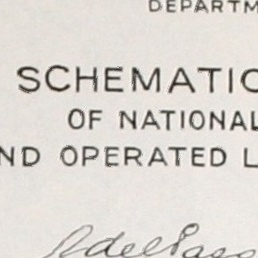 DEPARTM
SCHEMATIC
OF NATIONAL
ND OPERATED L